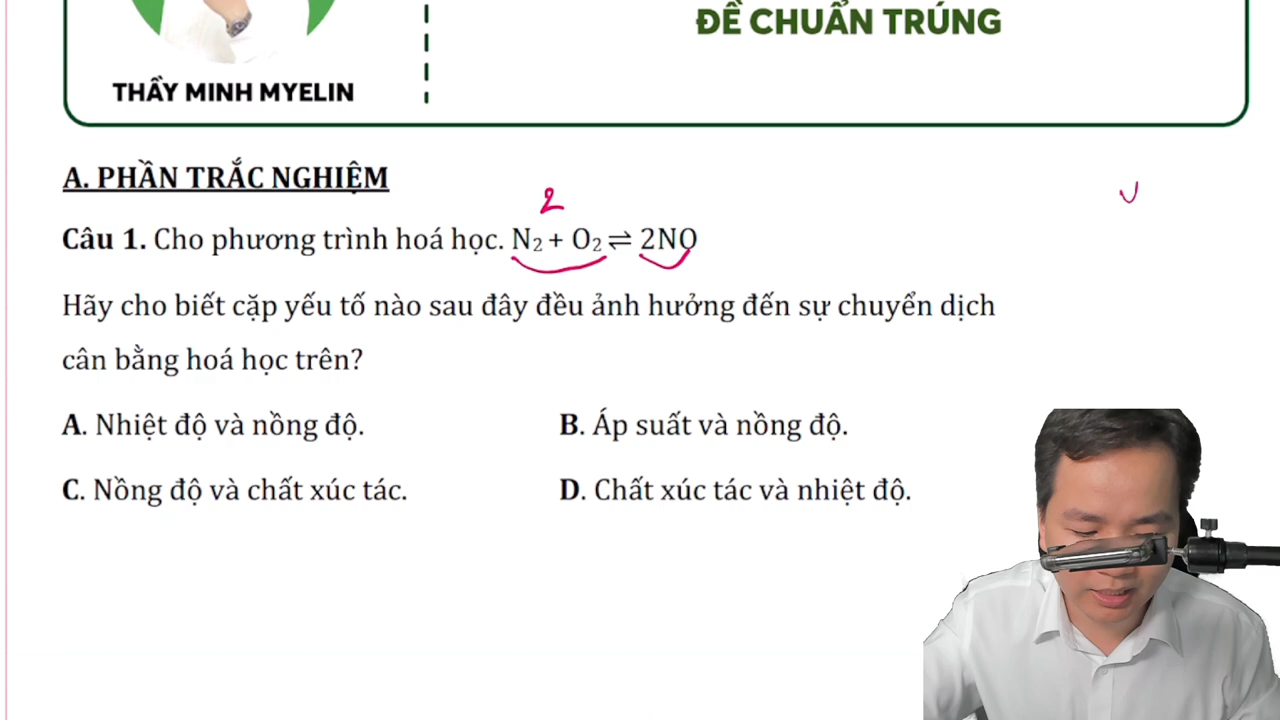 ĐỀ CHUẨN TRÚNG
THẦY MINH MYELIN
A. PHẦN TRẮC NGHIỆM
2
Câu 1. Cho phương trình hoá học. N₂ + O₂ ⇌ 2NO
Hãy cho biết cặp yếu tố nào sau đây đều ảnh hưởng đến sự chuyển dịch
cân bằng hoá học trên?
A. Nhiệt độ và nồng độ. B. Áp suất và nồng độ.
C. Nồng độ và chất xúc tác. D. Chất xúc tác và nhiệt độ.